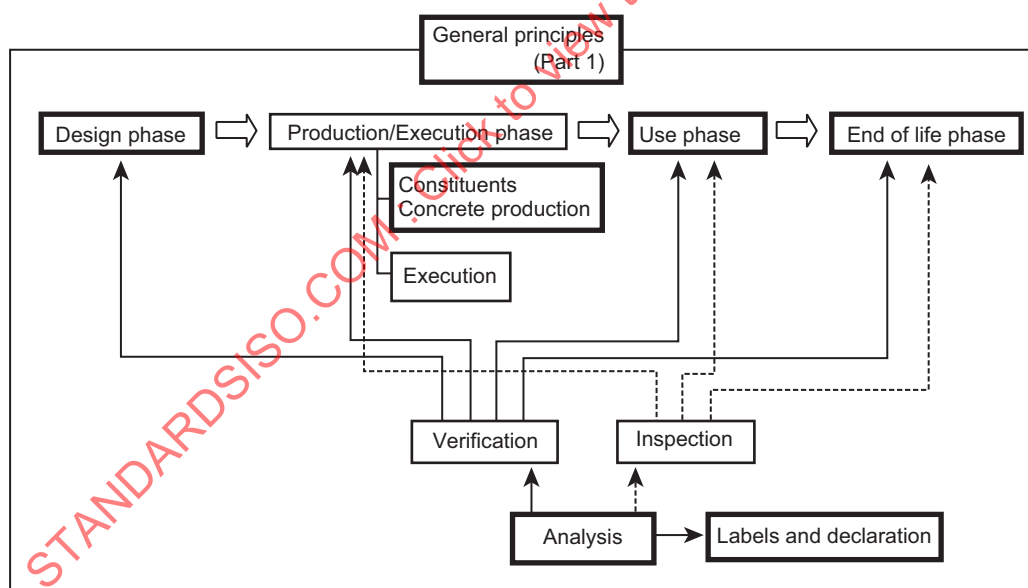 General principles
(Part 1)
Design phase
Production/Execution phase
Use phase
End of life phase
Constituents
Concrete production
Execution
Verification
Inspection
Analysis
Labels and declaration
STANDARDSISO.COM : Click to view t